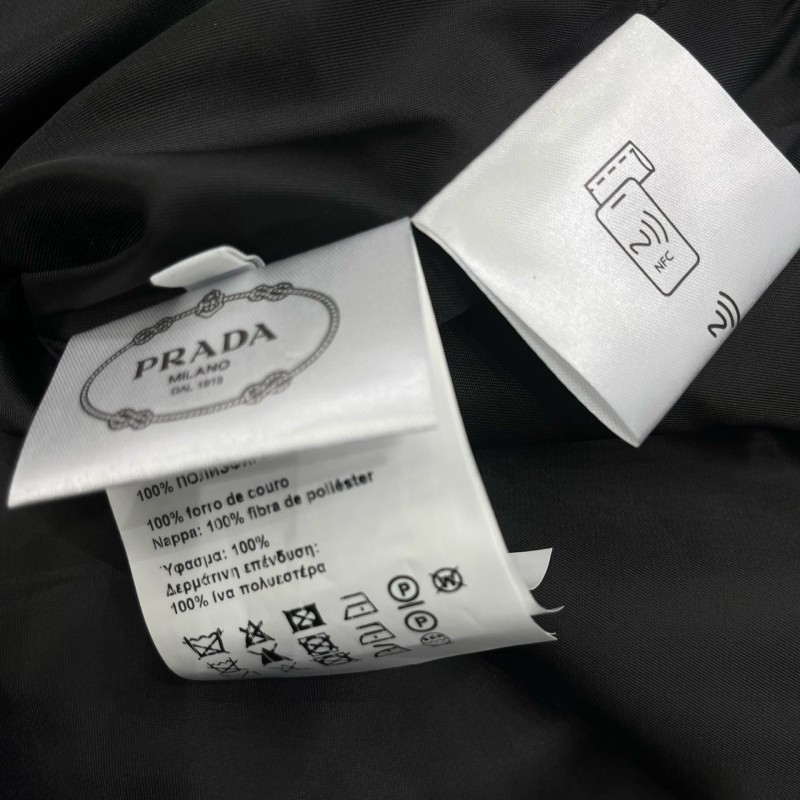 PRADA
MILANO
DAL 1913
NFC
100% forro de couro
Nappa: 100% fibra de poliéster
Ύφασμα: 100%
Δερμάτινη επένδυση:
100% ίνα πολυεστέρα
P
W
P